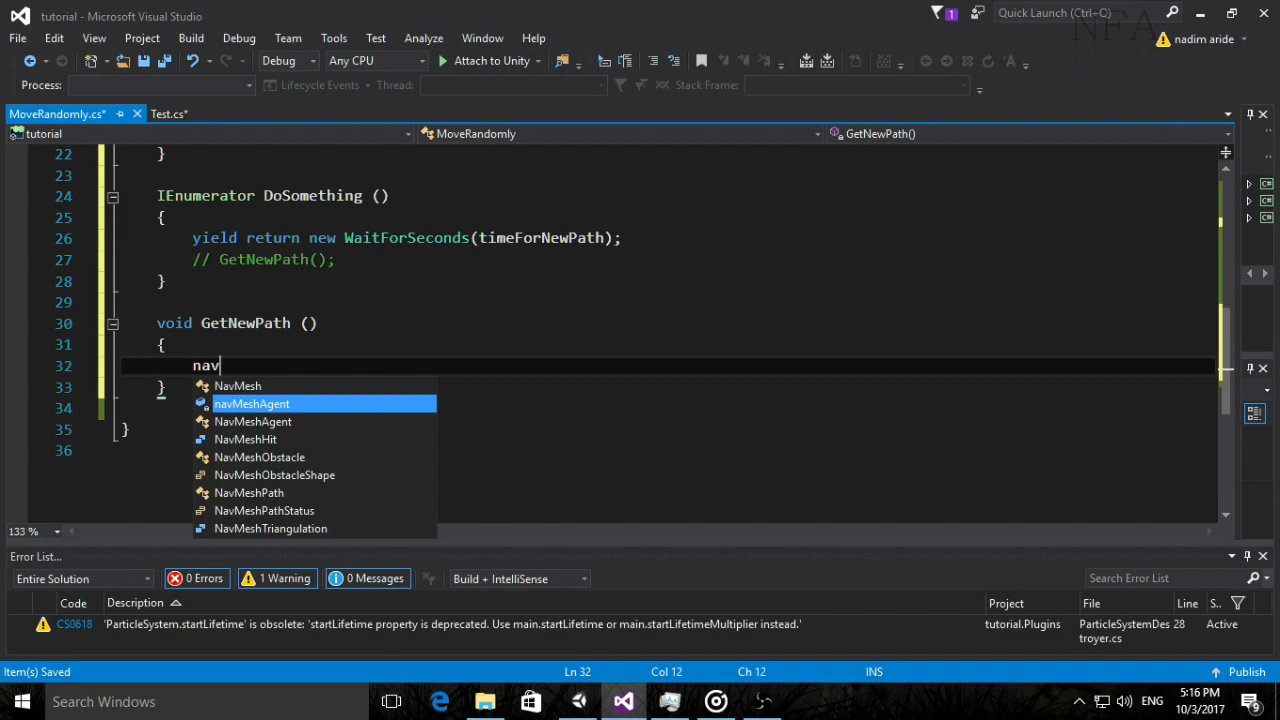 tutorial - Microsoft Visual Studio
1
Quick Launch (Ctrl+Q)
NFA
File Edit View Project Build Debug Team Tools Test Analyze Window Help
nadim aride
Debug Any CPU Attach to Unity
Process: Lifecycle Events Thread: Stack Frame:
MoveRandomly.cs* Test.cs*
tutorial MoveRandomly GetNewPath()
22 }
23
24 IEnumerator DoSomething ()
25 {
26 yield return new WaitForSeconds(timeForNewPath);
27 // GetNewPath();
28 }
29
30 void GetNewPath ()
31 {
32 nav
33 }
34
35 }
36
NavMesh
navMeshAgent
NavMeshAgent
NavMeshHit
NavMeshObstacle
NavMeshObstacleShape
NavMeshPath
NavMeshPathStatus
NavMeshTriangulation
C#
C#
C#
133 %
Error List...
Entire Solution 0 Errors 1 Warning 0 Messages Build + IntelliSense Search Error List
Code Description Project File Line S..
CS0618 'ParticleSystem.startLifetime' is obsolete: 'startLifetime property is deprecated. Use main.startLifetime or main.startLifetimeMultiplier instead.' tutorial.Plugins ParticleSystemDes 28 Active
troyer.cs
Item(s) Saved Ln 32 Col 12 Ch 12 INS Publish
Search Windows
ENG
5:16 PM
10/3/2017
9